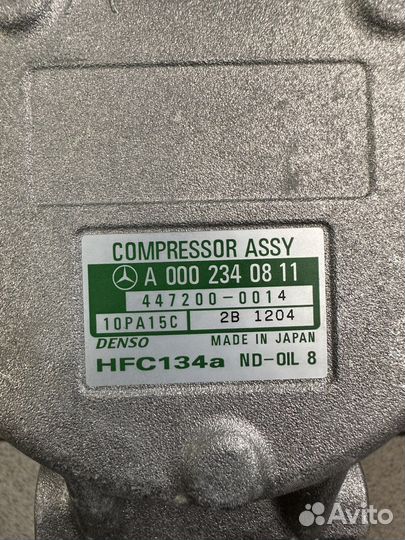 COMPRESSOR ASSY
A 000 234 08 11
447200-0014
10PA15C 2B 1204
DENSO MADE IN JAPAN
HFC134a ND-OIL 8
Avito